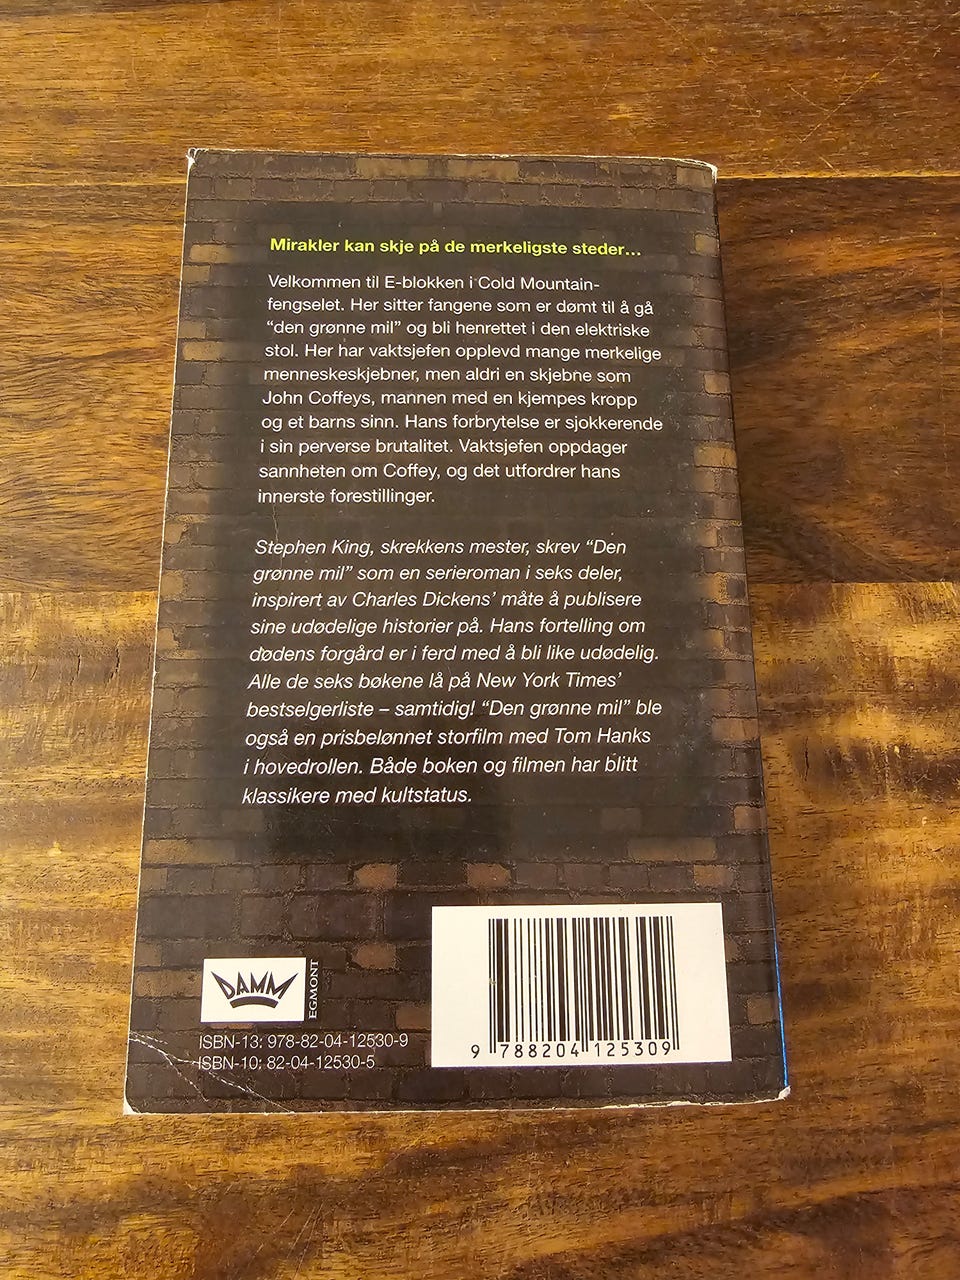 Mirakler kan skje på de merkeligste steder...
Velkommen til E-blokken i Cold Mountain-
fengselet. Her sitter fangene som er dømt til å gå
“den grønne mil” og bli henrettet i den elektriske
stol. Her har vaktsjefen opplevd mange merkelige
menneskeskjebner, men aldri en skjebne som
John Coffeys, mannen med en kjempes kropp
og et barns sinn. Hans forbrytelse er sjokkerende
i sin perverse brutalitet. Vaktsjefen oppdager
sannheten om Coffey, og det utfordrer hans
innerste forestillinger.
Stephen King, skrekkens mester, skrev “Den
grønne mil” som en serieroman i seks deler,
inspirert av Charles Dickens’ måte å publisere
sine udødelige historier på. Hans fortelling om
dødens forgård er i ferd med å bli like udødelig.
Alle de seks bøkene lå på New York Times’
bestselgerliste – samtidig! “Den grønne mil” ble
også en prisbelønnet storfilm med Tom Hanks
i hovedrollen. Både boken og filmen har blitt
klassikere med kultstatus.
DAMM
EGMONT
ISBN-13: 978-82-04-12530-9
ISBN-10: 82-04-12530-5
9 788204 125309